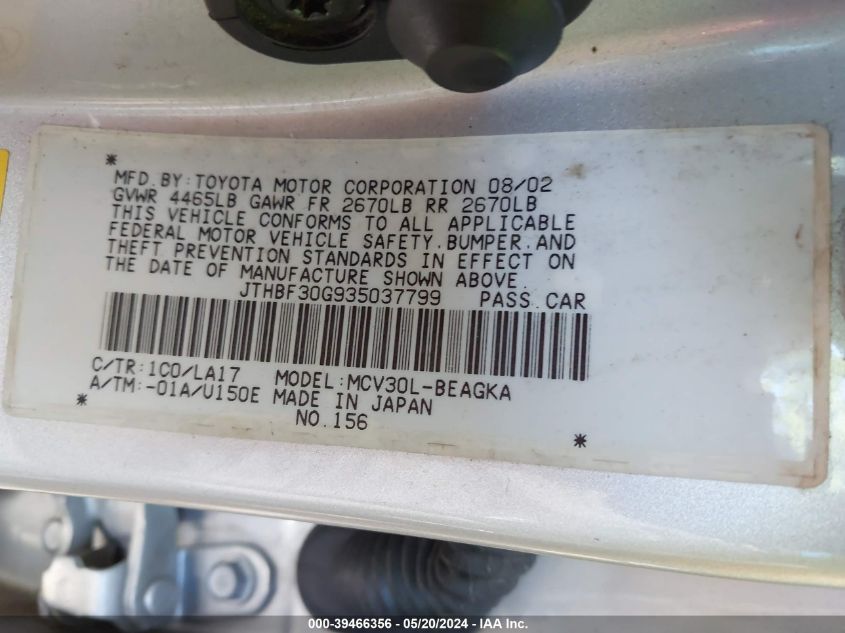 *
MFD.BY:TOYOTA MOTOR CORPORATION 08/02
GVWR 4465LB GAWR FR 2670LB RR 2670LB
THIS VEHICLE CONFORMS TO ALL APPLICABLE
FEDERAL MOTOR VEHICLE SAFETY.BUMPER.AND
THEFT PREVENTION STANDARDS IN EFFECT ON
THE DATE OF MANUFACTURE SHOWN ABOVE.
JTHBF30G935037799 PASS.CAR
C/TR:1C0/LA17 MODEL:MCV30L-BEAGKA
A/TM:-01A/U150E MADE IN JAPAN
* NO.156 *
000-39466356 - 05/20/2024 - IAA Inc.